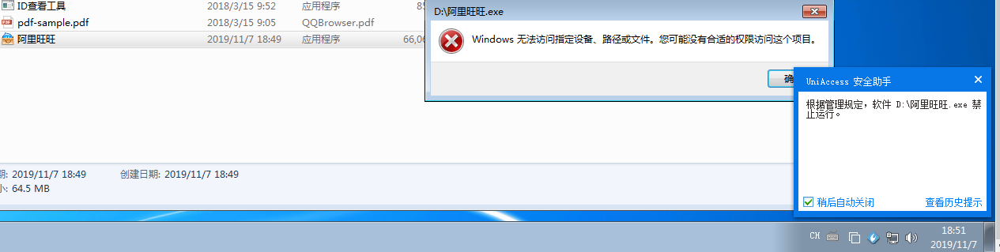 ID查看工具 2018/3/15 9:52 应用程序 85
pdf-sample.pdf 2018/3/15 9:05 QQBrowser.pdf
阿里旺旺 2019/11/7 18:49 应用程序 66,06
D:\阿里旺旺.exe
Windows 无法访问指定设备、路径或文件。您可能没有合适的权限访问这个项目。
确
UniAccess 安全助手
根据管理规定，软件 D:\阿里旺旺.exe 禁
止运行。
稍后自动关闭 查看历史提示
期: 2019/11/7 18:49 创建日期: 2019/11/7 18:49
小: 64.5 MB
CH
18:51
2019/11/7